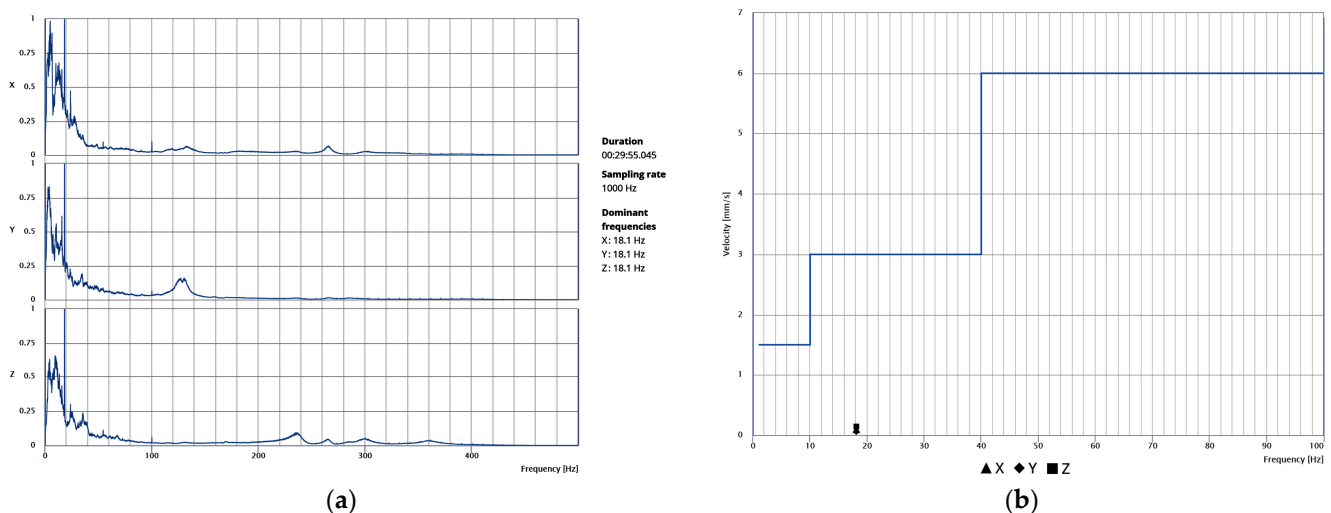 1
0.75
X
0.5
0.25
0
1
0.75
Y
0.5
0.25
0
1
0.75
Z
0.5
0.25
0
0 100 200 300 400
Frequency [Hz]
Duration
00:29:55.045
Sampling rate
1000 Hz
Dominant
frequencies
X: 18.1 Hz
Y: 18.1 Hz
Z: 18.1 Hz
(a)
7
6
5
4
Velocity [mm/s]
3
2
1
0
0 10 20 30 40 50 60 70 80 90 100
Frequency [Hz]
▲ X ◆ Y ■ Z
(b)